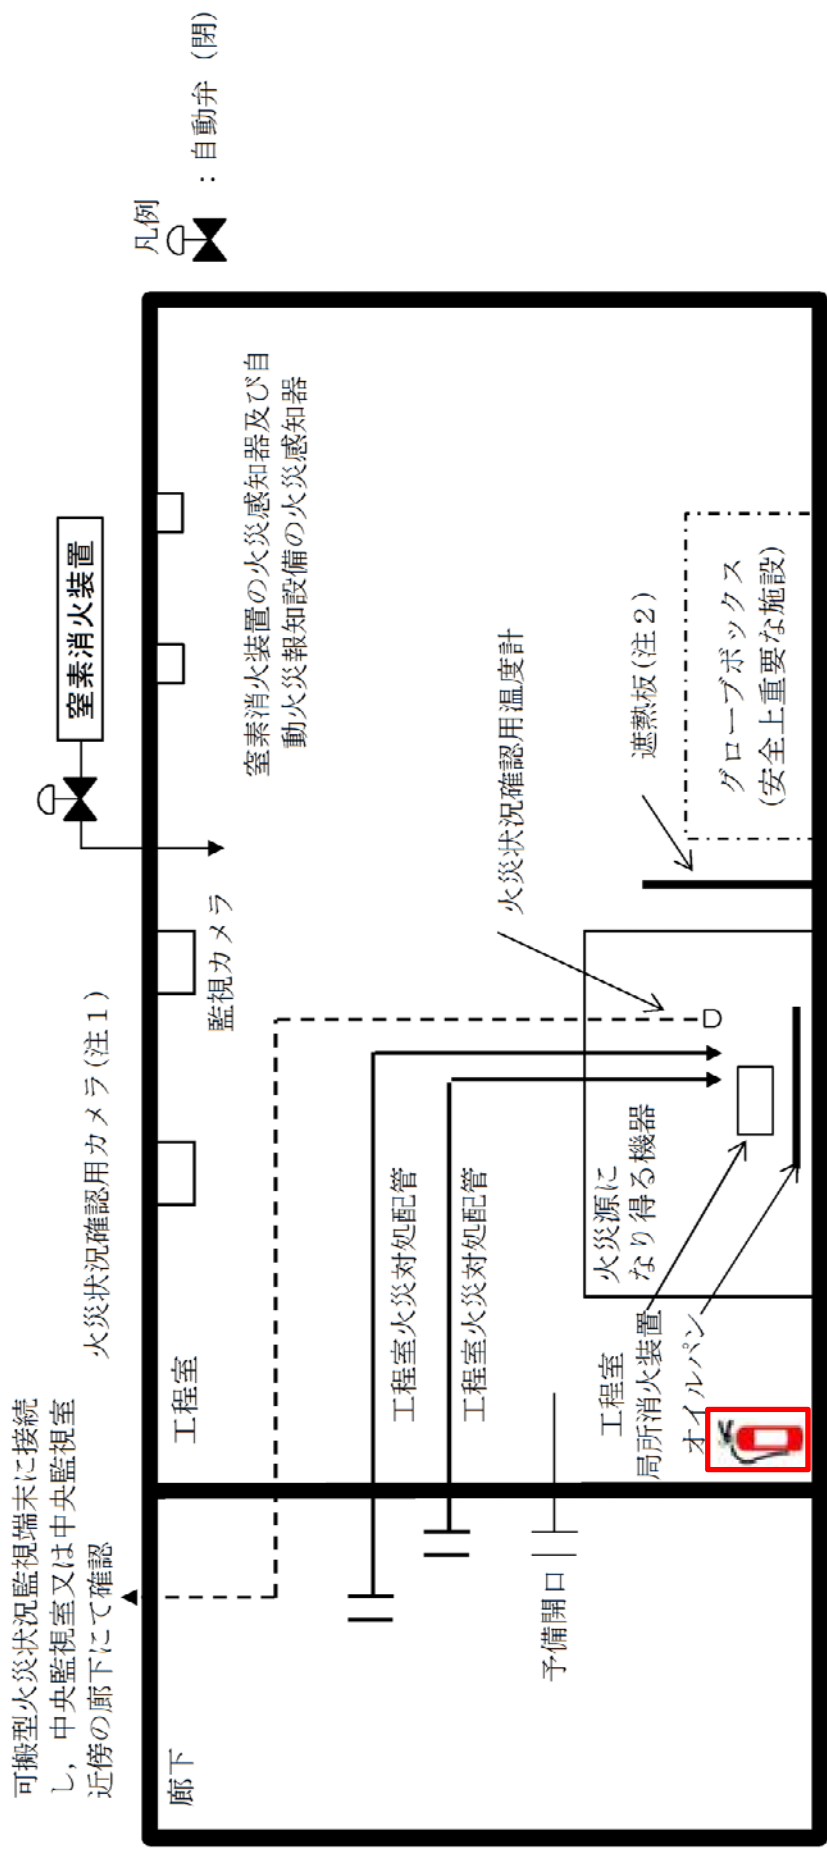 可搬型火災状況監視端末に接続
し，中央監視室又は中央監視室
近傍の廊下にて確認
火災状況確認用カメラ(注１)
窒素消火装置
凡例
：自動弁（閉）
廊下
工程室
監視カメラ
窒素消火装置の火災感知器及び自
動火災報知設備の火災感知器
工程室火災対処配管
工程室火災対処配管
火災状況確認用温度計
予備開口
工程室
局所消火装置
オイルパン
火災源に
なり得る機器
遮熱板(注２)
グローブボックス
(安全上重要な施設)